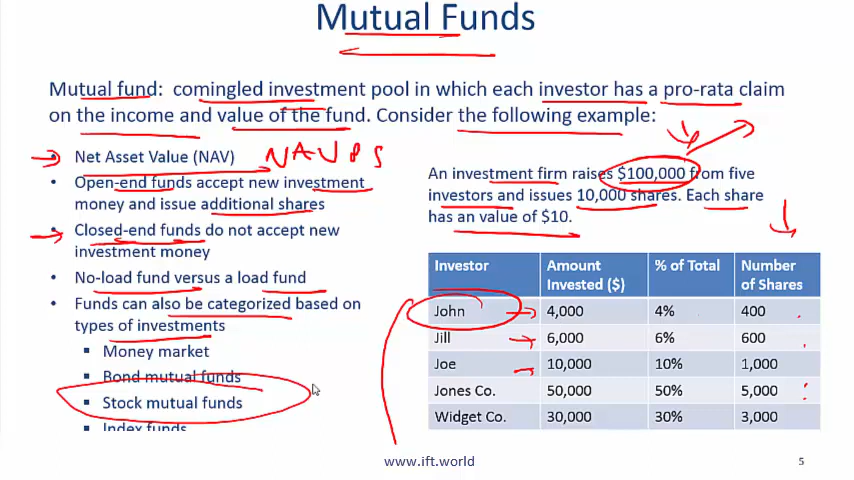 Mutual Funds
Mutual fund: comingled investment pool in which each investor has a pro-rata claim
on the income and value of the fund. Consider the following example:
Net Asset Value (NAV) NAVPS
Open-end funds accept new investment
money and issue additional shares
Closed-end funds do not accept new
investment money
No-load fund versus a load fund
Funds can also be categorized based on
types of investments
Money market
Bond mutual funds
Stock mutual funds
Index funds
An investment firm raises $100,000 from five
investors and issues 10,000 shares. Each share
has an value of $10.
Investor Amount Invested ($) % of Total Number of Shares
John 4,000 4% 400
Jill 6,000 6% 600
Joe 10,000 10% 1,000
Jones Co. 50,000 50% 5,000
Widget Co. 30,000 30% 3,000
www.ift.world
5